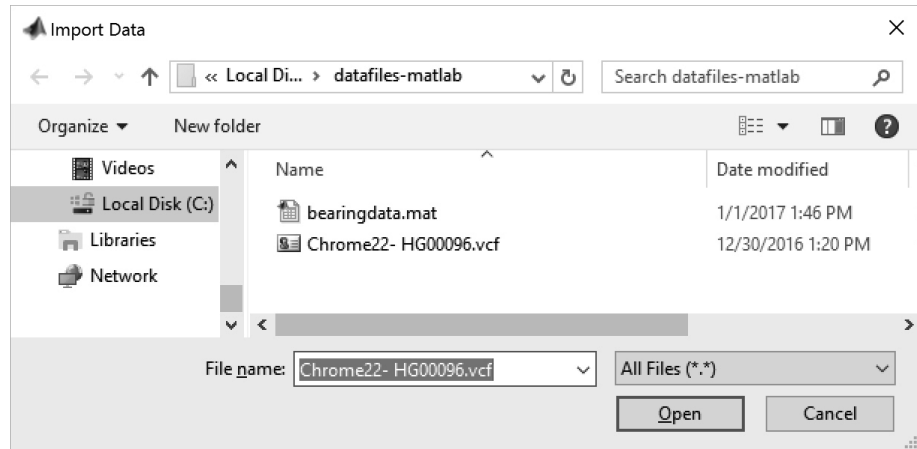 Import Data
« Local Di... › datafiles-matlab
Search datafiles-matlab
Organize
New folder
Videos
Local Disk (C:)
Libraries
Network
Name
Date modified
bearingdata.mat
1/1/2017 1:46 PM
Chrome22- HG00096.vcf
12/30/2016 1:20 PM
File name:
Chrome22- HG00096.vcf
All Files (*.*)
Open
Cancel